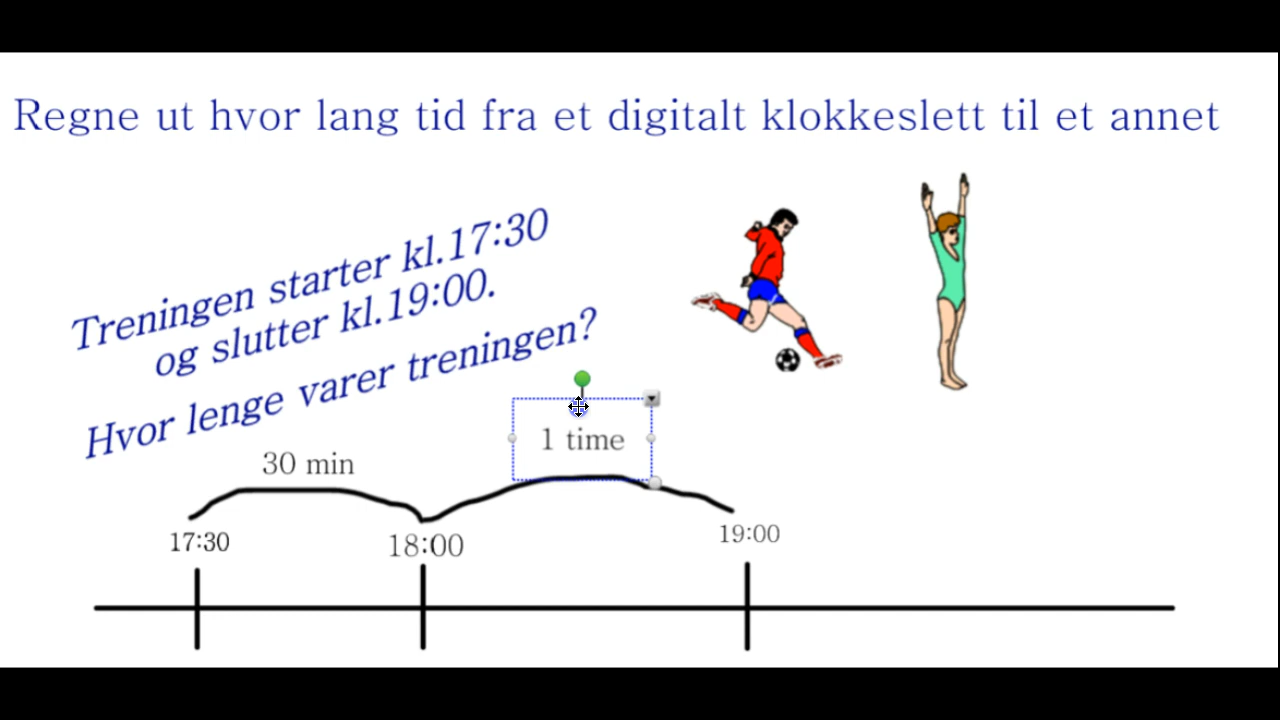 Regne ut hvor lang tid fra et digitalt klokkeslett til et annet
Treningen starter kl.17:30
og slutter kl.19:00.
Hvor lenge varer treningen?
30 min
1 time
17:30
18:00
19:00